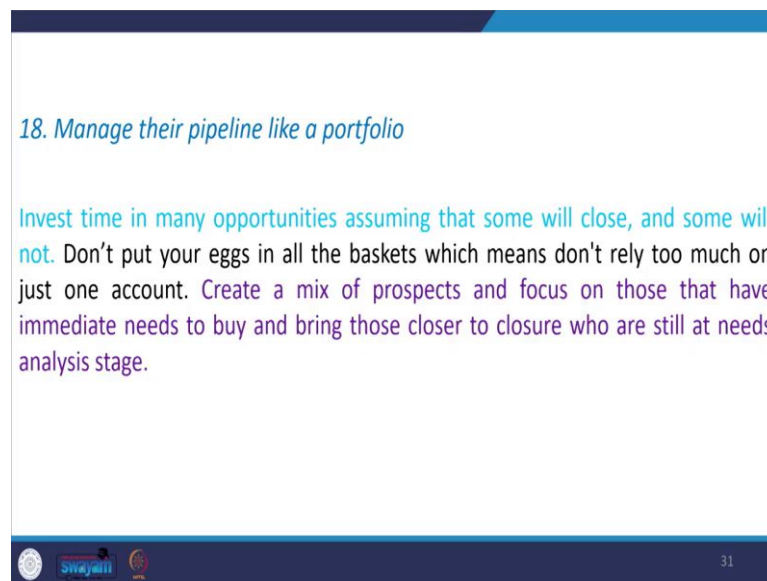 18. Manage their pipeline like a portfolio
Invest time in many opportunities assuming that some will close, and some wil
not. Don’t put your eggs in all the baskets which means don't rely too much or
just one account. Create a mix of prospects and focus on those that have
immediate needs to buy and bring those closer to closure who are still at needs
analysis stage.
swayam
31